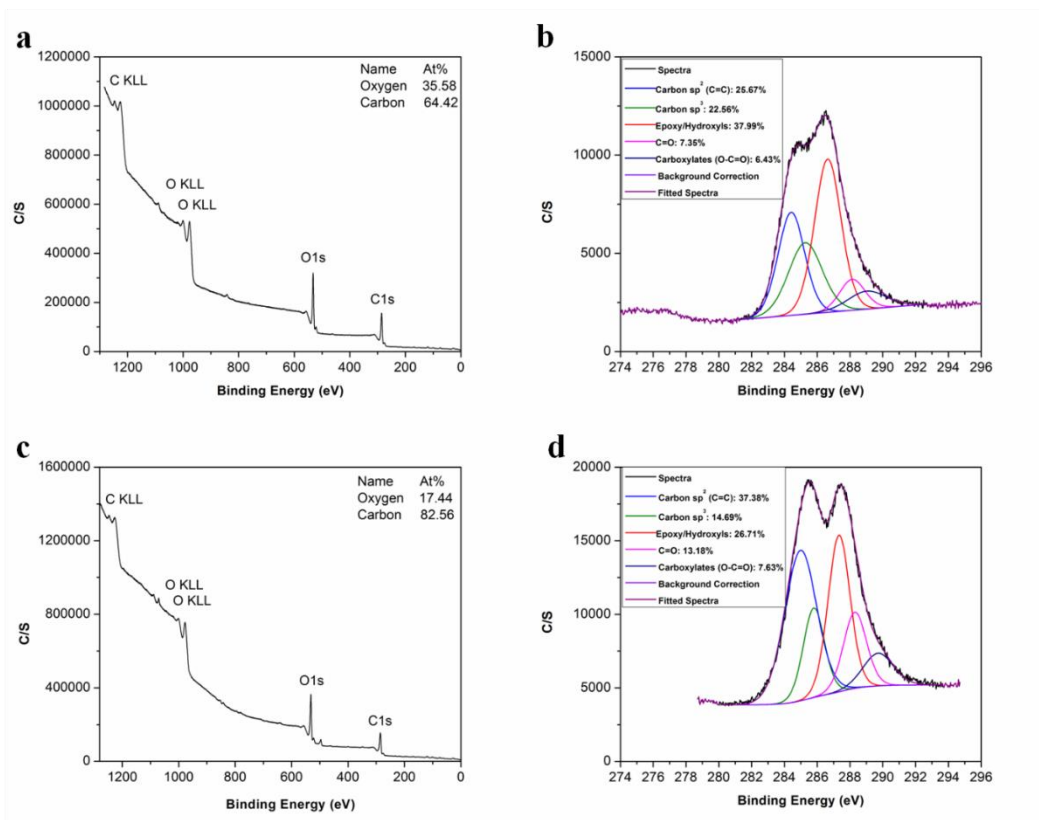 a
1200000
1000000
800000
600000
400000
200000
0
C/S
C KLL
O KLL
O KLL
O1s
C1s
Name At%
Oxygen 35.58
Carbon 64.42
1200 1000 800 600 400 200 0
Binding Energy (eV)
b
15000
10000
5000
0
C/S
Spectra
Carbon sp² (C=C): 25.67%
Carbon sp³: 22.56%
Epoxy/Hydroxyls: 37.99%
C=O: 7.35%
Carboxylates (O-C=O): 6.43%
Background Correction
Fitted Spectra
274 276 278 280 282 284 286 288 290 292 294 296
Binding Energy (eV)
c
1600000
1200000
800000
400000
0
C/S
C KLL
O KLL
O KLL
O1s
C1s
Name At%
Oxygen 17.44
Carbon 82.56
1200 1000 800 600 400 200 0
Binding Energy (eV)
d
20000
15000
10000
5000
0
C/S
Spectra
Carbon sp² (C=C): 37.38%
Carbon sp³: 14.69%
Epoxy/Hydroxyls: 26.71%
C=O: 13.18%
Carboxylates (O-C=O): 7.63%
Background Correction
Fitted Spectra
274 276 278 280 282 284 286 288 290 292 294 296
Binding Energy (eV)